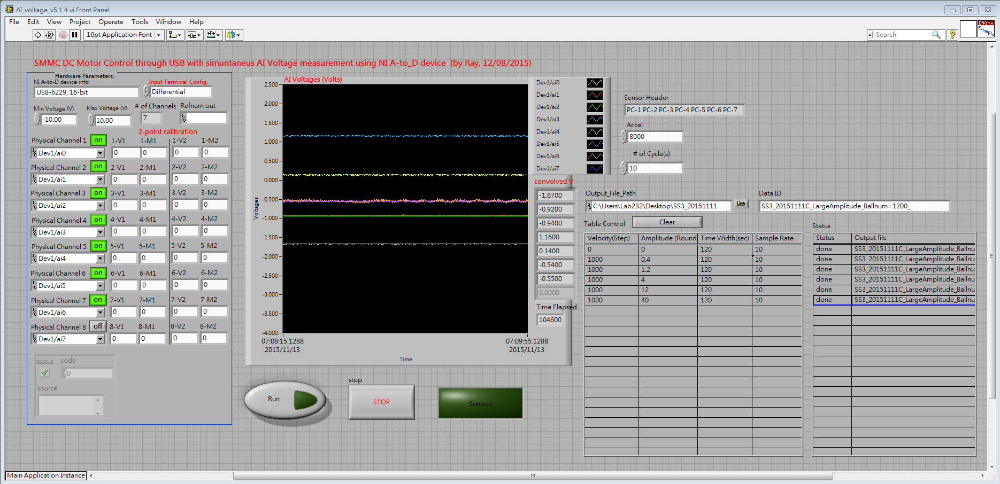 AI_voltage_v5.1.4.vi Front Panel
File Edit View Project Operate Tools Window Help
16pt Application Font
Search
?
DAQmx
Example
SMMC DC Motor Control through USB with simuntaneus AI Voltage measurement using NI A-to_D device (by Ray, 12/08/2015)
Hardware Parameters:
NI A-to-D device info:
Input Terminal Config.
USB-6229, 16-bit
Differential
Min Voltage (V) Max Voltage (V) # of Channels Refnum out
-10.00 10.00 7
2-point calibration
Physical Channel 1 on 1-V1 1-M1 1-V2 1-M2
Dev1/ai0 0 0 0 0
Physical Channel 2 on 2-V1 2-M1 2-V2 2-M2
Dev1/ai1 0 0 0 0
Physical Channel 3 on 3-V1 3-M1 3-V2 3-M2
Dev1/ai2 0 0 0 0
Physical Channel 4 on 4-V1 4-M1 4-V2 4-M2
Dev1/ai3 0 0 0 0
Physical Channel 5 on 5-V1 5-M1 5-V2 5-M2
Dev1/ai4 0 0 0 0
Physical Channel 6 on 6-V1 6-M1 6-V2 6-M2
Dev1/ai5 0 0 0 0
Physical Channel 7 on 7-V1 7-M1 7-V2 7-M2
Dev1/ai6 0 0 0 0
Physical Channel 8 off 8-V1 8-M1 8-V2 8-M2
Dev1/ai7 0 0 0 0
status code
0
source
AI Voltages (Volts)
2.500
2.000
1.500
1.000
0.500
0.000
-0.500
-1.000
-1.500
-2.000
-2.500
-3.000
-3.500
-4.000
Voltages
07:08:15.1288 07:09:55.1288
2015/11/13 2015/11/13
Time
Dev1/ai0
Dev1/ai1
Dev1/ai2
Dev1/ai3
Dev1/ai4
Dev1/ai5
Dev1/ai6
Dev1/ai7
convolved V
-1.6700
-0.9200
-0.9400
1.1600
0.1400
-0.5400
-0.5500
0.0000
Time Elapsed
104600
Run
stop
STOP
Sensors
Sensor Header
PC-1 PC-2 PC-3 PC-4 PC-5 PC-6 PC-7
Accel
8000
# of Cycle(s)
10
Output_File_Path
C:\Users\Lab232\Desktop\SS3_20151111
Data ID
SS3_20151111C_LargeAmplitude_Ballnum=1200_
Table Control Clear
Velocity(Step) Amplitude (Round Time Width(sec) Sample Rate
0 0 120 10
1000 0.4 120 10
1000 1.2 120 10
1000 4 120 10
1000 12 120 10
1000 40 120 10
Status
Status Output file
done SS3_20151111C_LargeAmplitude_Ballnu
done SS3_20151111C_LargeAmplitude_Ballnu
done SS3_20151111C_LargeAmplitude_Ballnu
done SS3_20151111C_LargeAmplitude_Ballnu
done SS3_20151111C_LargeAmplitude_Ballnu
done SS3_20151111C_LargeAmplitude_Ballnu
Main Application Instance